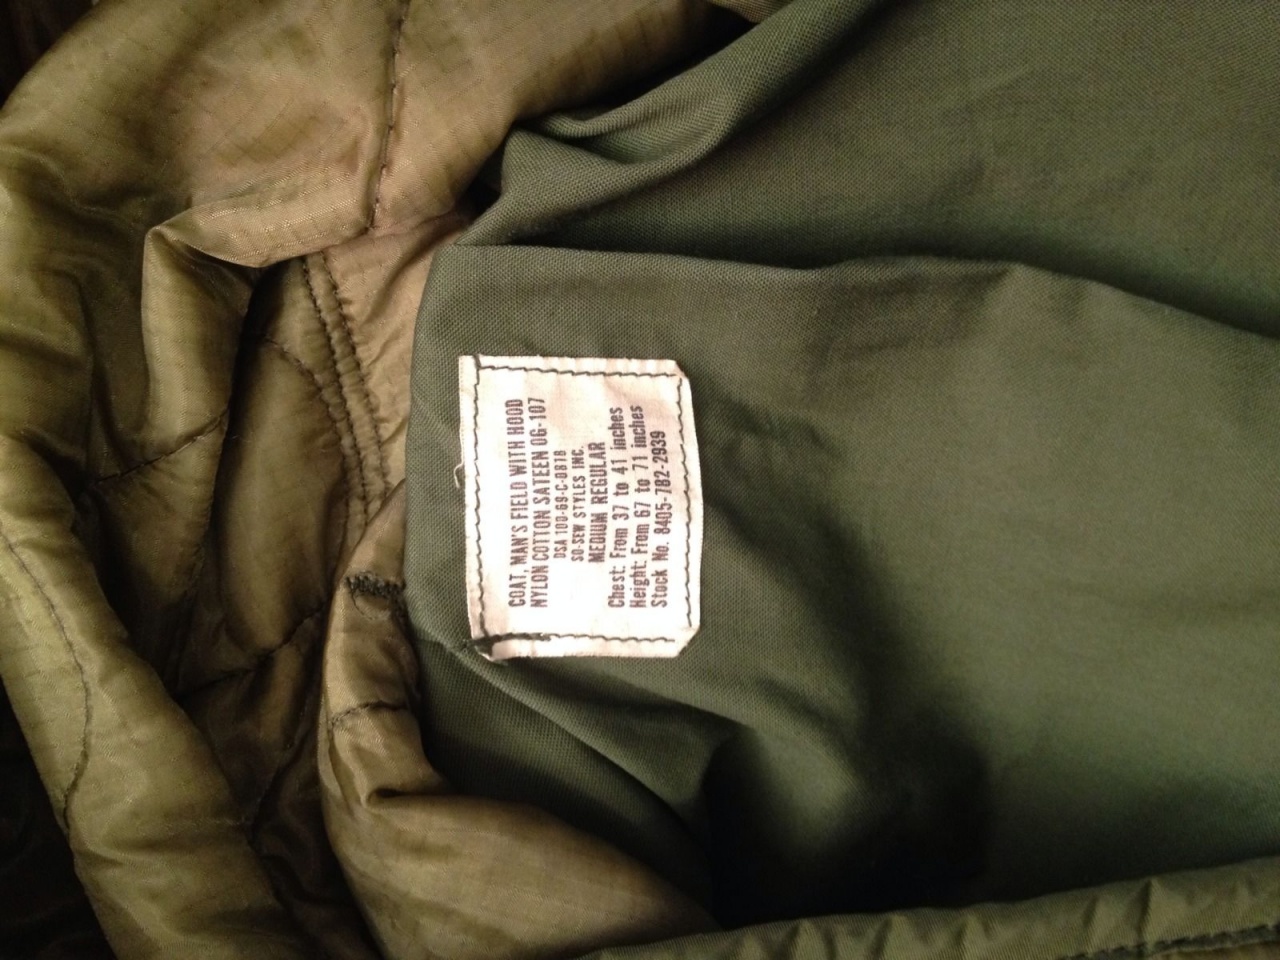 COAT, MAN'S FIELD WITH HOOD
NYLON COTTON SATEEN OG-107
DSA 100-69-C-0878
SO-SEW STYLES INC.
MEDIUM REGULAR
Chest: From 37 to 41 inches
Height: From 67 to 71 inches
Stock No. 8405-782-2939